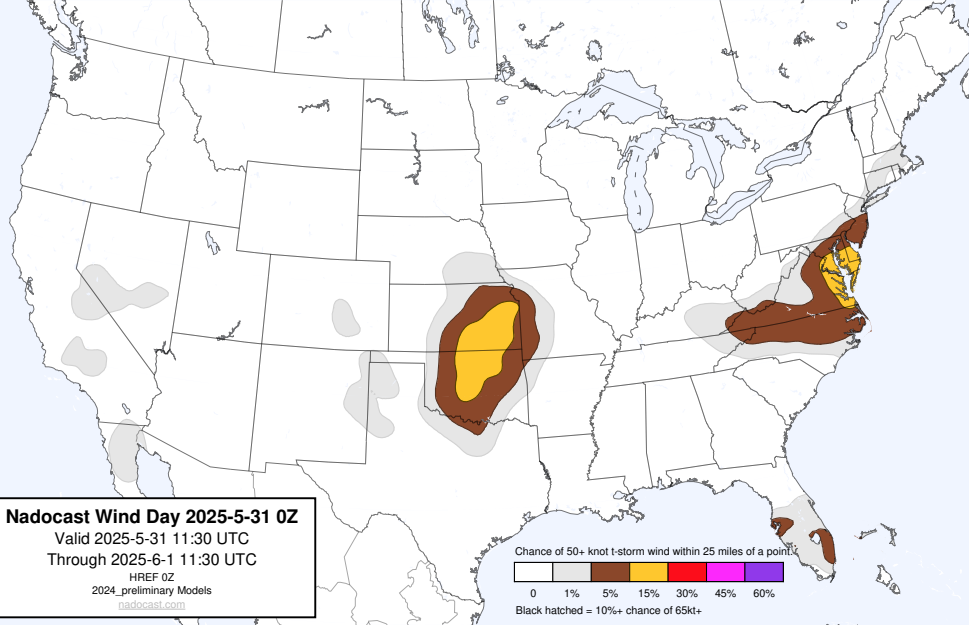 Nadocast Wind Day 2025-5-31 0Z
Valid 2025-5-31 11:30 UTC
Through 2025-6-1 11:30 UTC
HREF 0Z
2024_preliminary Models
nadocast.com
Chance of 50+ knot t-storm wind within 25 miles of a point.
0 1% 5% 15% 30% 45% 60%
Black hatched = 10%+ chance of 65kt+